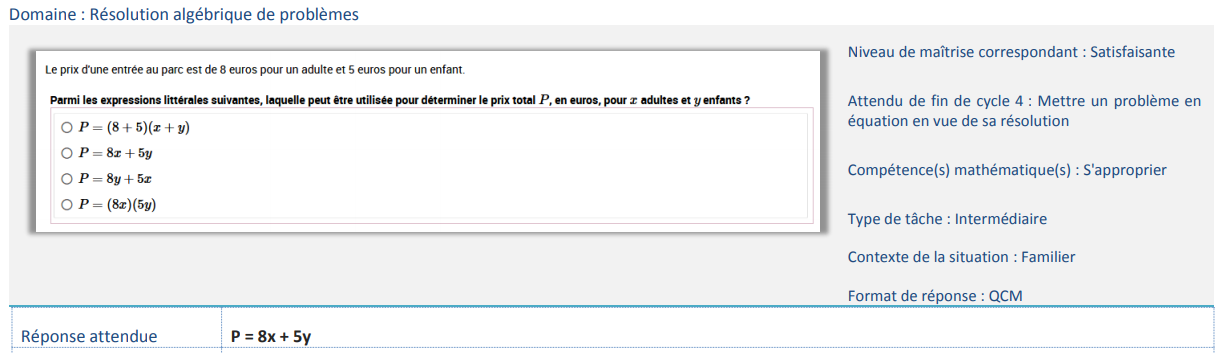 Domaine : Résolution algébrique de problèmes
Le prix d'une entrée au parc est de 8 euros pour un adulte et 5 euros pour un enfant.
Parmi les expressions littérales suivantes, laquelle peut être utilisée pour déterminer le prix total P, en euros, pour x adultes et y enfants ?
P = (8 + 5)(x + y)
P = 8x + 5y
P = 8y + 5x
P = (8x)(5y)
Niveau de maîtrise correspondant : Satisfaisante
Attendu de fin de cycle 4 : Mettre un problème en
équation en vue de sa résolution
Compétence(s) mathématique(s) : S'approprier
Type de tâche : Intermédiaire
Contexte de la situation : Familier
Format de réponse : QCM
Réponse attendue
P = 8x + 5y